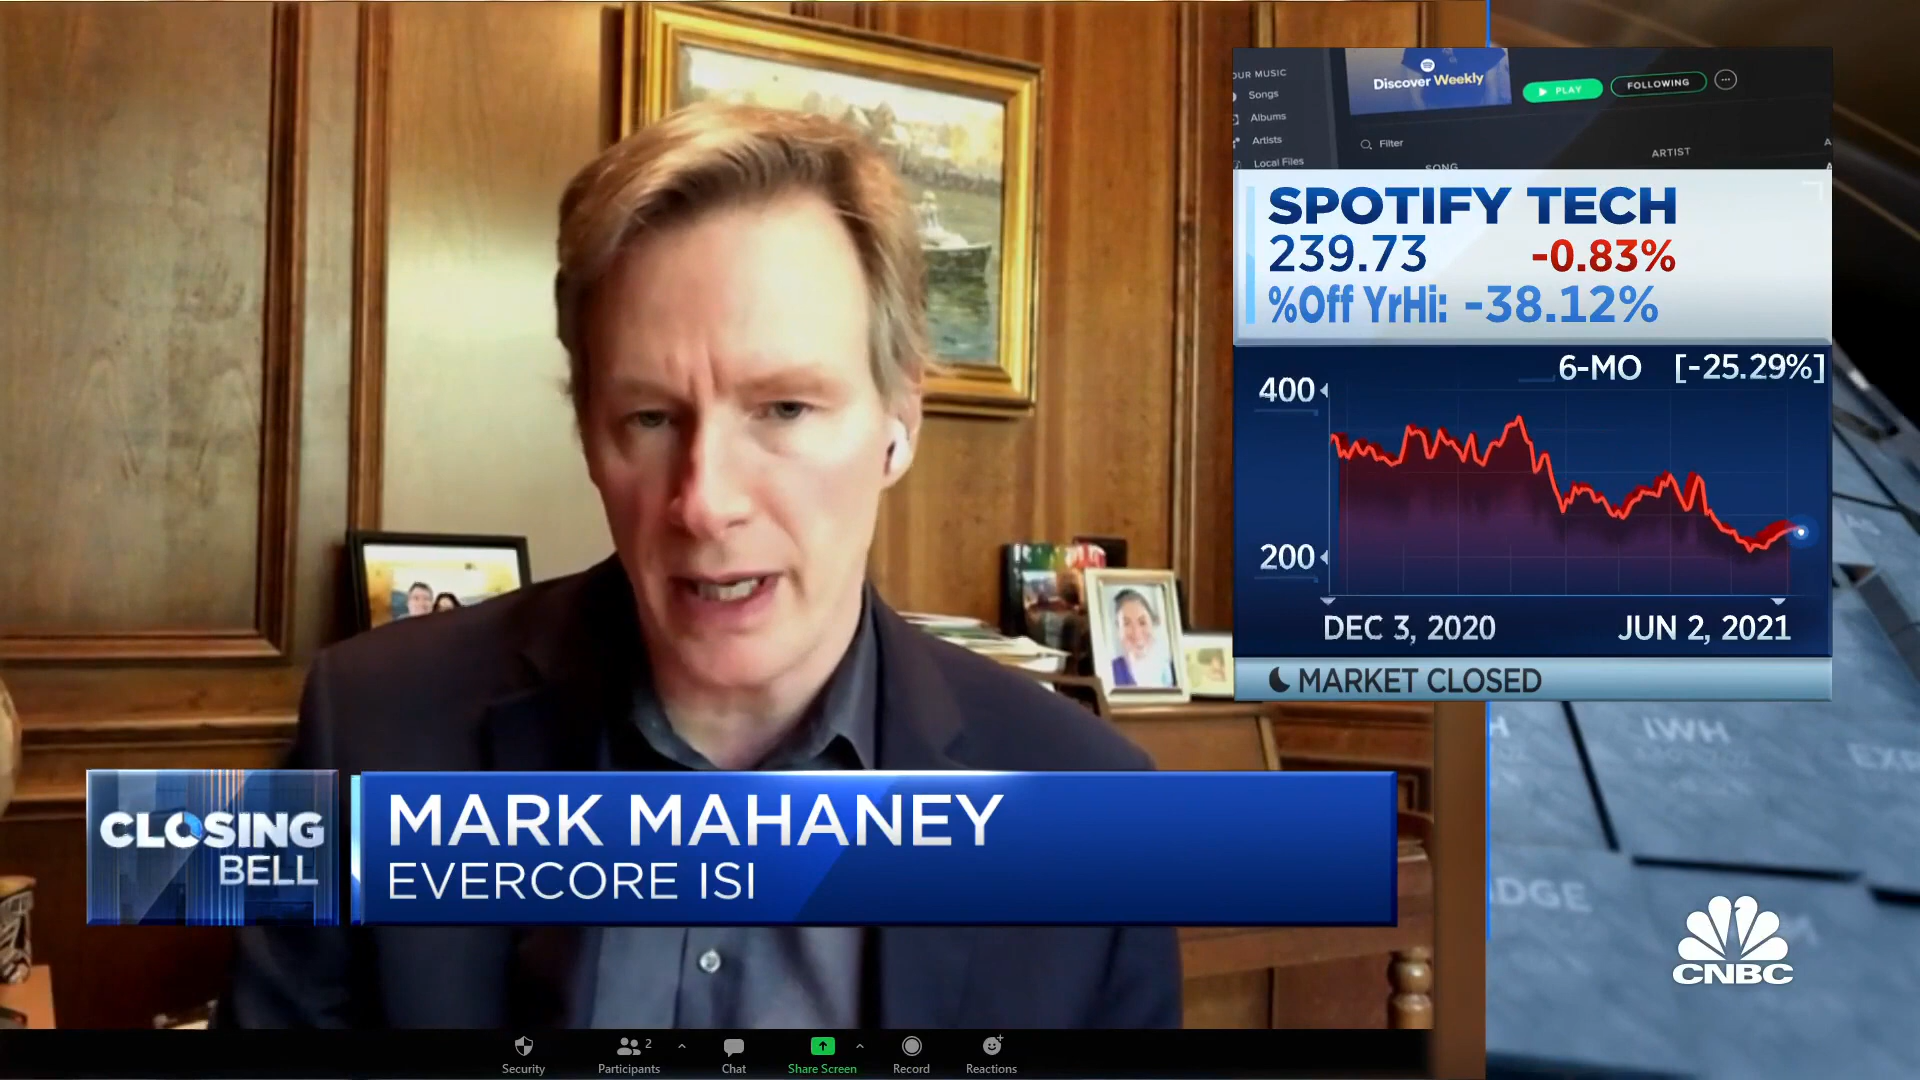 OUR MUSIC
Songs
Albums
Artists
Local Files
Discover Weekly
PLAY
FOLLOWING
Filter
SONG
ARTIST
SPOTIFY TECH
239.73 -0.83%
%Off YrHi: -38.12%
6-MO [-25.29%]
400
200
DEC 3, 2020 JUN 2, 2021
MARKET CLOSED
IWH
CLOSING
BELL
MARK MAHANEY
EVERCORE ISI
CNBC
Security
Participants 2
Chat
Share Screen
Record
Reactions